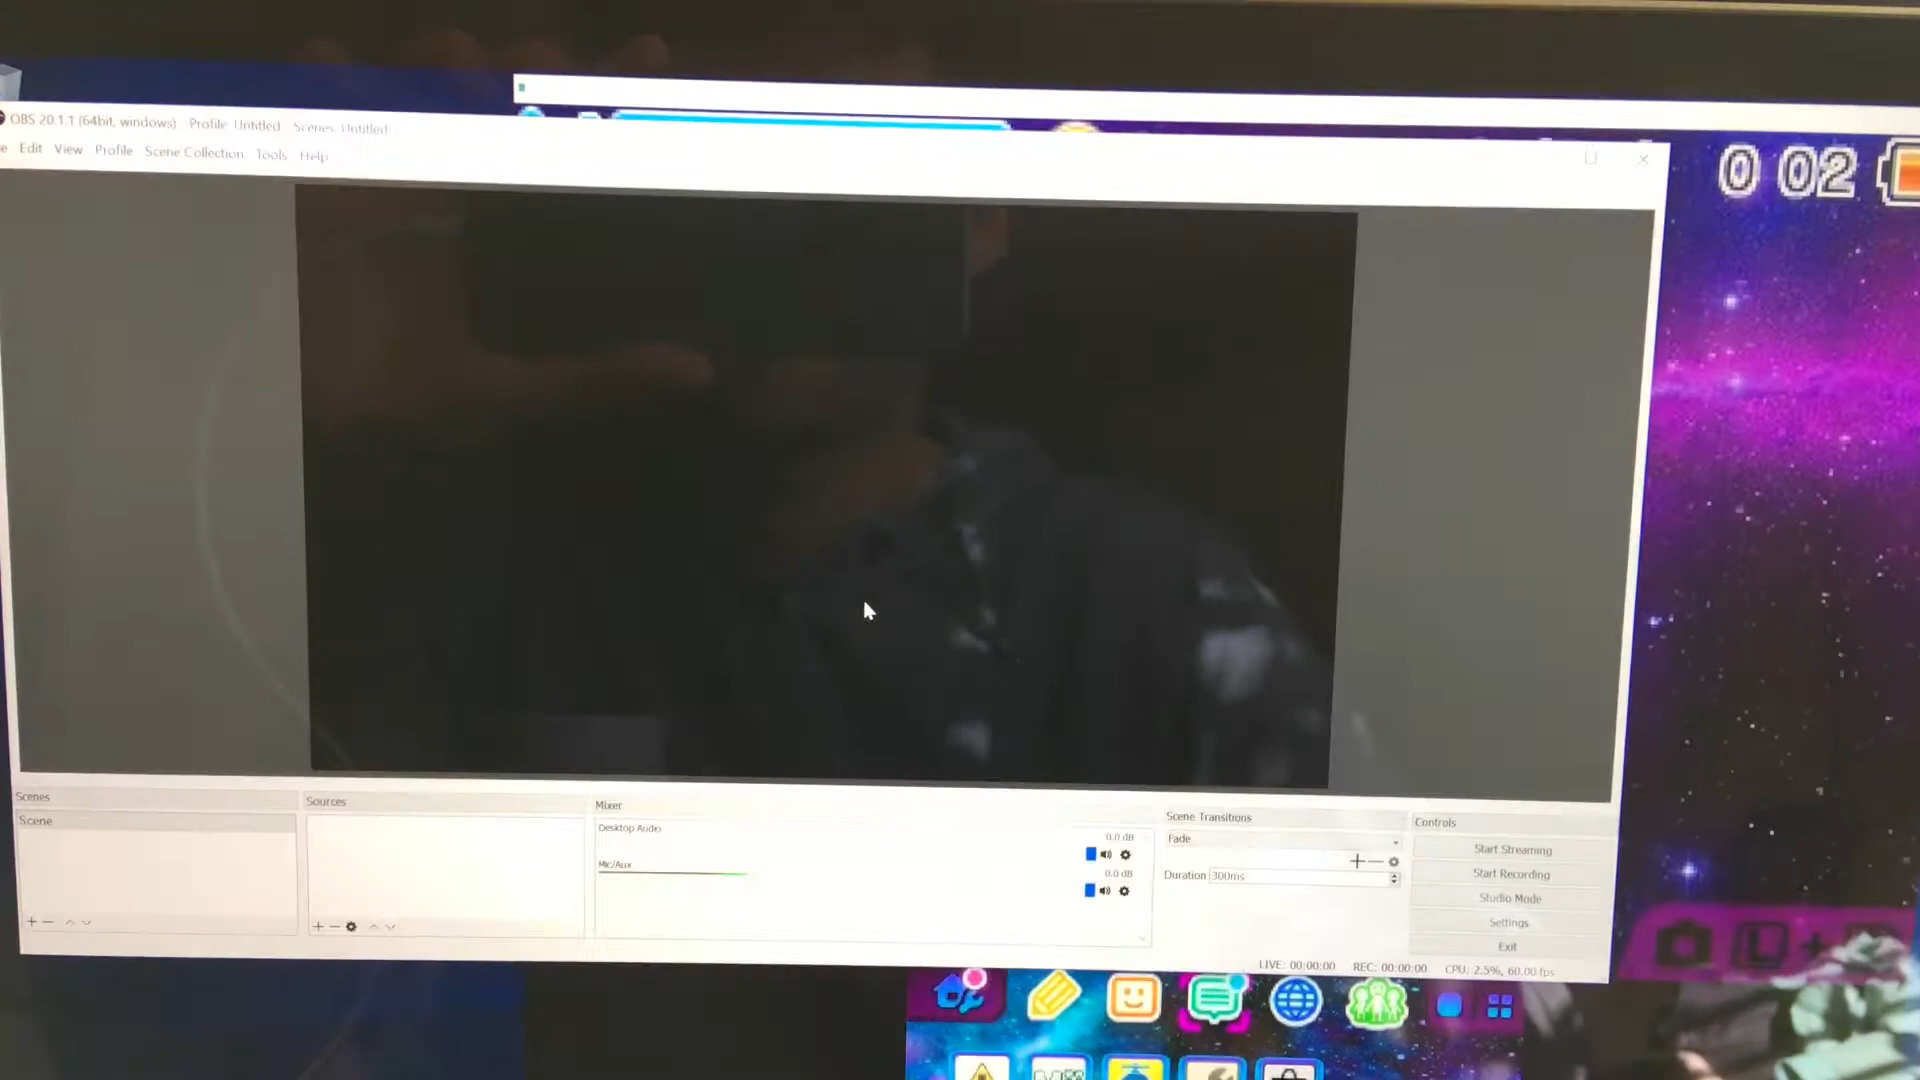 OBS 20.1.1 (64bit, windows) Profile: Untitled Scenes: Untitled
Edit View Profile Scene Collection Tools Help
0 02
Scenes
Scene
Sources
Mixer
Desktop Audio
0.0 dB
Mic/Aux
0.0 dB
Scene Transitions
Fade
Duration 300ms
Controls
Start Streaming
Start Recording
Studio Mode
Settings
Exit
LIVE: 00:00:00 REC: 00:00:00 CPU: 2.5%, 60.00 fps
L +